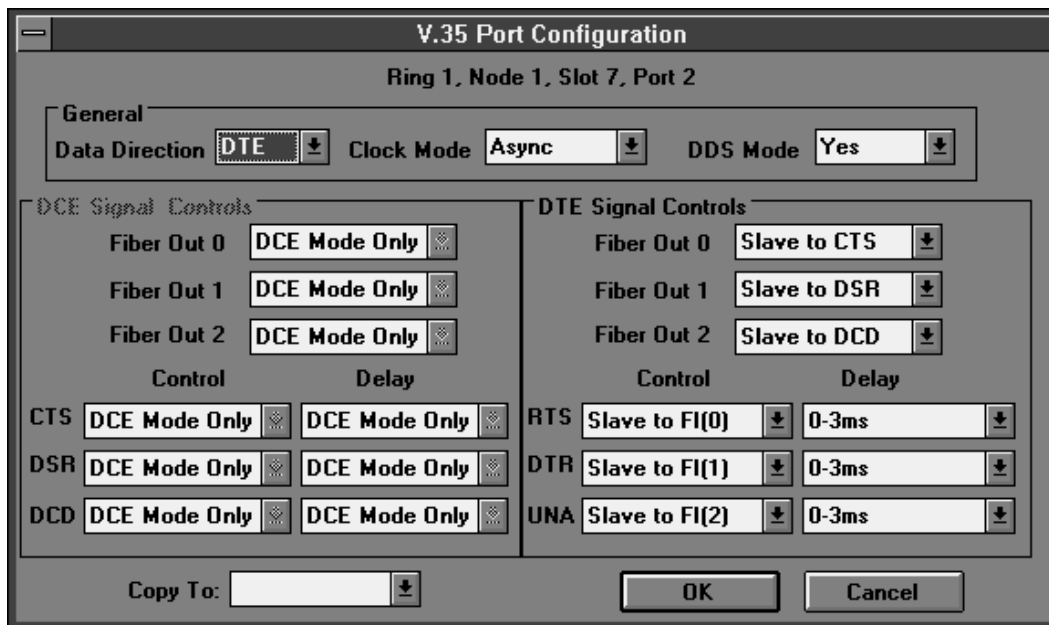 V.35 Port Configuration
Ring 1, Node 1, Slot 7, Port 2
General
Data Direction DTE Clock Mode Async DDS Mode Yes
DCE Signal Controls
Fiber Out 0 DCE Mode Only
Fiber Out 1 DCE Mode Only
Fiber Out 2 DCE Mode Only
Control Delay
CTS DCE Mode Only DCE Mode Only
DSR DCE Mode Only DCE Mode Only
DCD DCE Mode Only DCE Mode Only
DTE Signal Controls
Fiber Out 0 Slave to CTS
Fiber Out 1 Slave to DSR
Fiber Out 2 Slave to DCD
Control Delay
RTS Slave to FI(0) 0-3ms
DTR Slave to FI(1) 0-3ms
UNA Slave to FI(2) 0-3ms
Copy To: OK Cancel